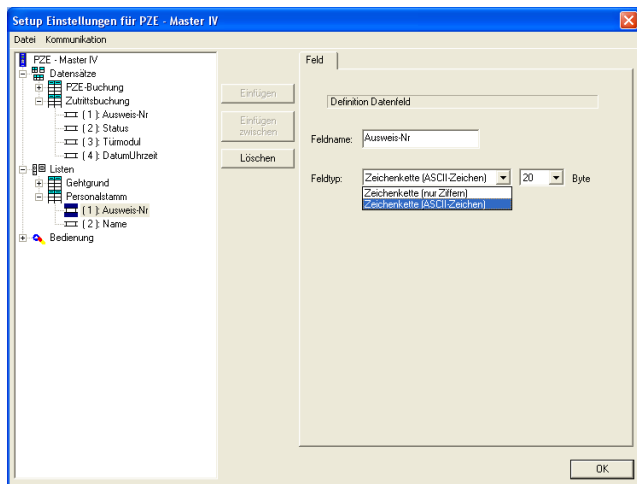 Setup Einstellungen für PZE - Master IV
Datei Kommunikation
PZE - Master IV
Datensätze
PZE-Buchung
Zutrittsbuchung
( 1 ): Ausweis-Nr
( 2 ): Status
( 3 ): Türmodul
( 4 ): DatumUhrzeit
Listen
Gehtgrund
Personalstamm
( 1 ): Ausweis-Nr
( 2 ): Name
Bedienung
Einfügen
Einfügen
zwischen
Löschen
Feld
Definition Datenfeld
Feldname: Ausweis-Nr
Feldtyp: Zeichenkette (ASCII-Zeichen) 20 Byte
Zeichenkette (nur Ziffern)
Zeichenkette (ASCII-Zeichen)
OK